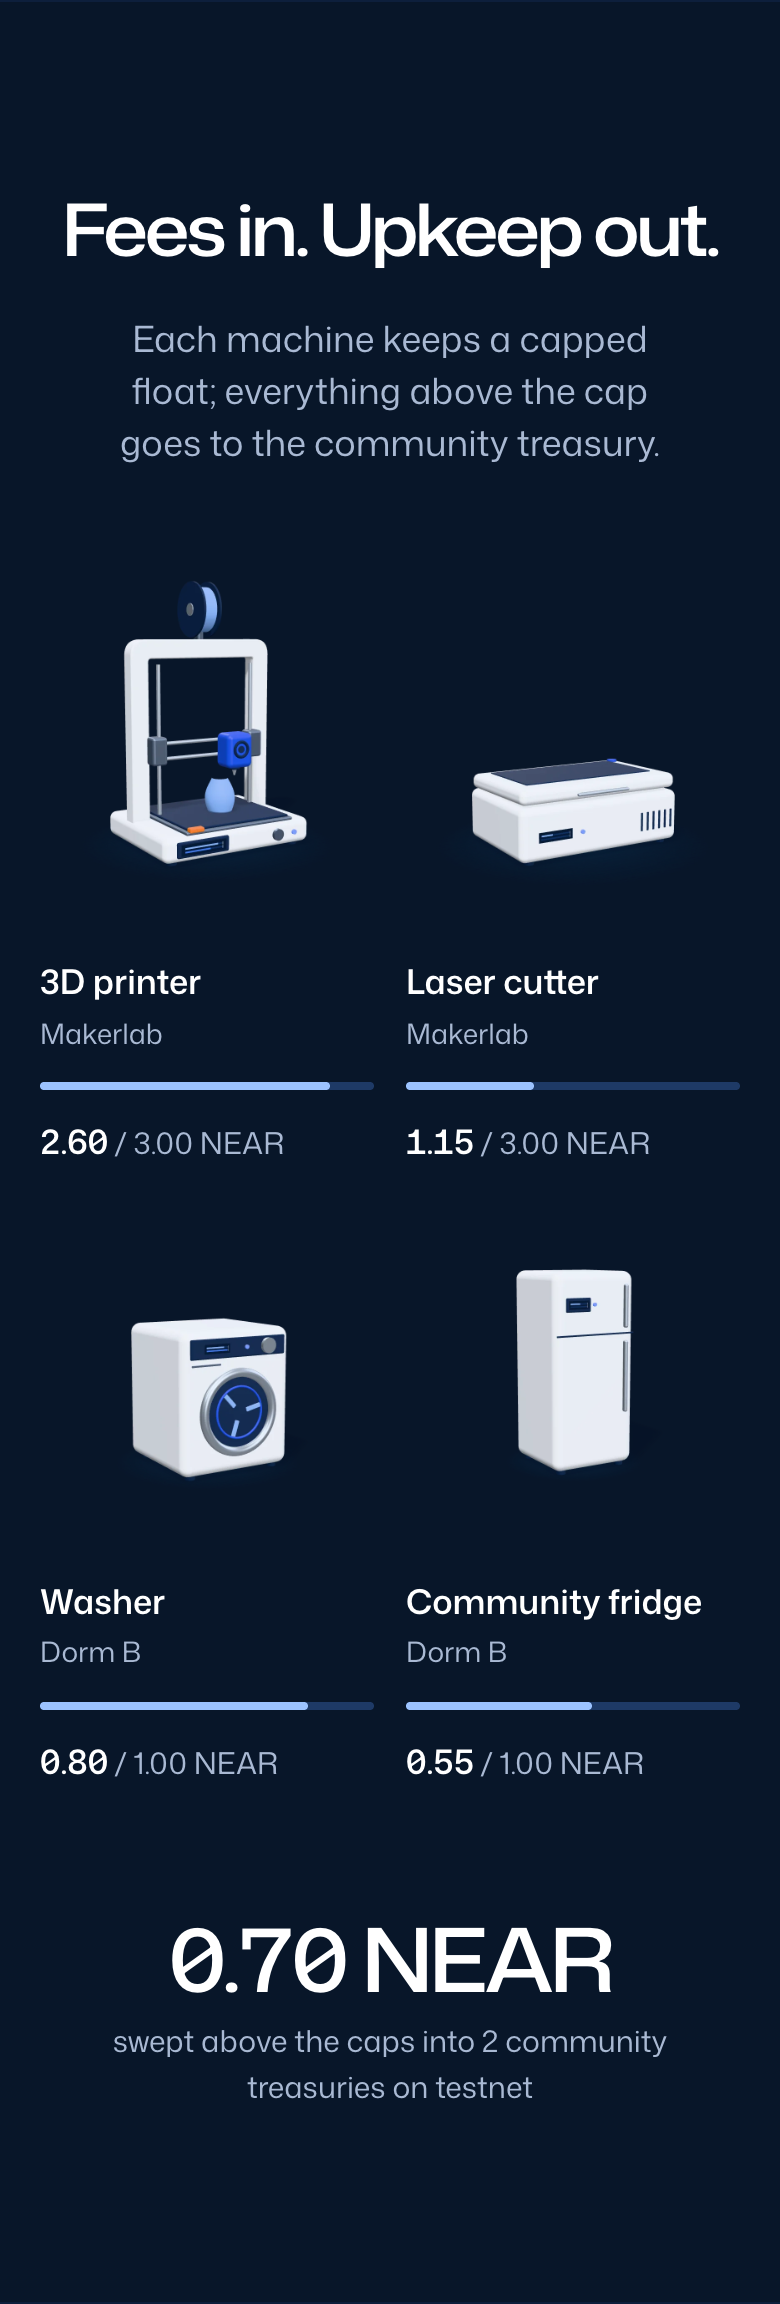 Fees in. Upkeep out.
Each machine keeps a capped
float; everything above the cap
goes to the community treasury.
3D printer
Makerlab
2.60 / 3.00 NEAR
Laser cutter
Makerlab
1.15 / 3.00 NEAR
Washer
Dorm B
0.80 / 1.00 NEAR
Community fridge
Dorm B
0.55 / 1.00 NEAR
0.70 NEAR
swept above the caps into 2 community
treasuries on testnet